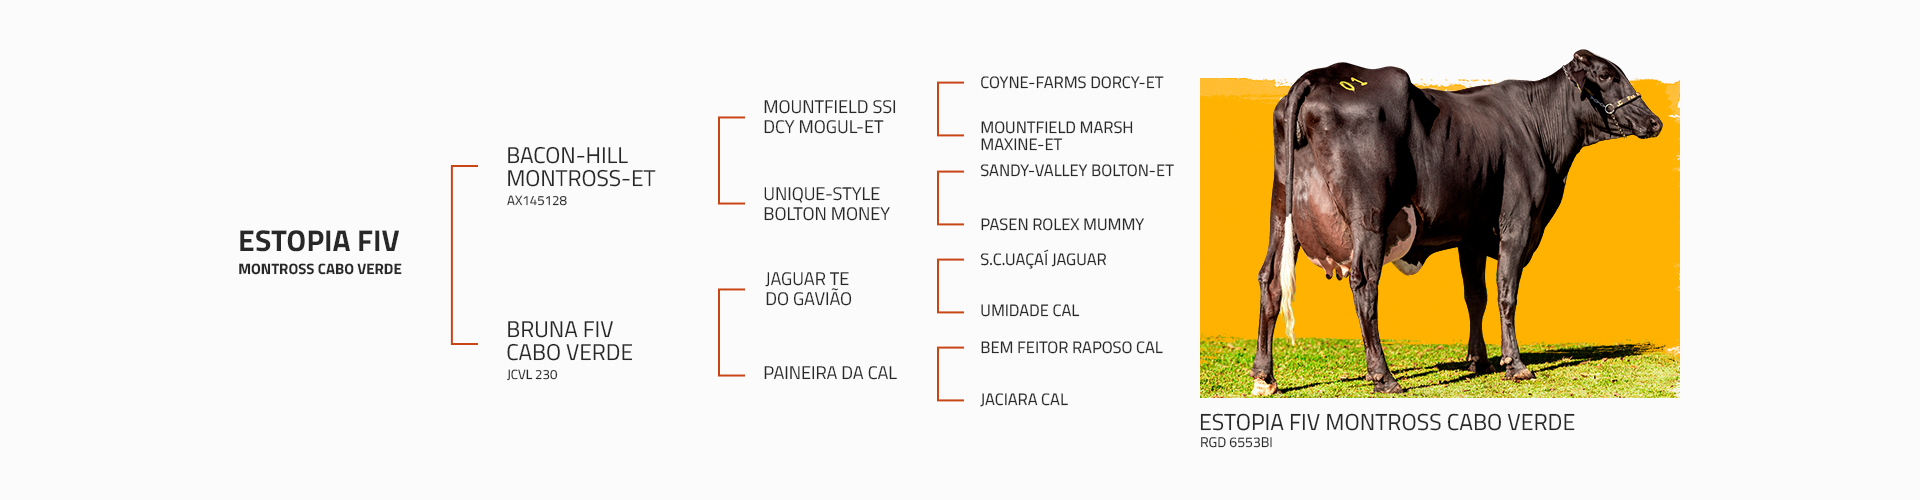 ESTOPIA FIV
MONTROSS CABO VERDE
BACON-HILL
MONTROSS-ET
AX145128
BRUNA FIV
CABO VERDE
JCVL 230
MOUNTFIELD SSI
DCY MOGUL-ET
UNIQUE-STYLE
BOLTON MONEY
JAGUAR TE
DO GAVIÃO
PAINEIRA DA CAL
COYNE-FARMS DORCY-ET
MOUNTFIELD MARSH
MAXINE-ET
SANDY-VALLEY BOLTON-ET
PASEN ROLEX MUMMY
S.C.UAÇAÍ JAGUAR
UMIDADE CAL
BEM FEITOR RAPOSO CAL
JACIARA CAL
01
ESTOPIA FIV MONTROSS CABO VERDE
RGD 6553BI